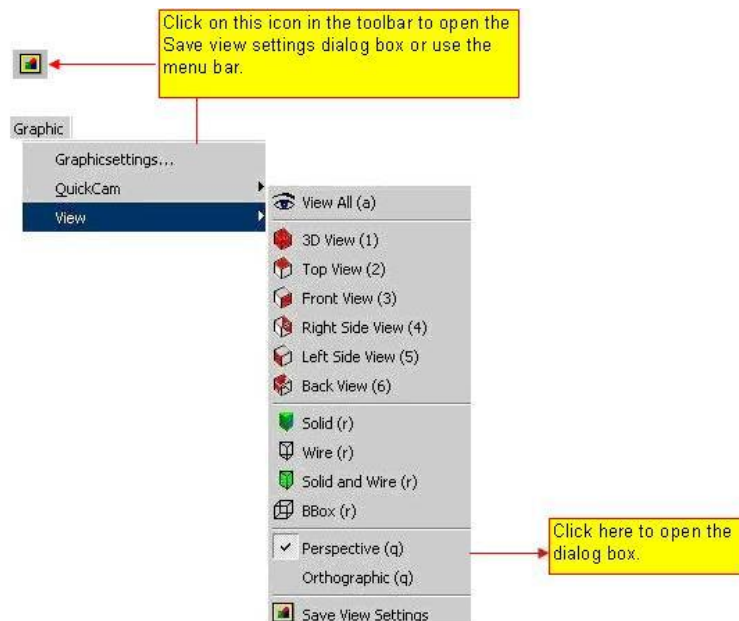 Click on this icon in the toolbar to open the
Save view settings dialog box or use the
menu bar.
Graphic
Graphicsettings...
QuickCam
View
View All (a)
3D View (1)
Top View (2)
Front View (3)
Right Side View (4)
Left Side View (5)
Back View (6)
Solid (r)
Wire (r)
Solid and Wire (r)
BBox (r)
Perspective (q)
Orthographic (q)
Save View Settings
Click here to open the
dialog box.